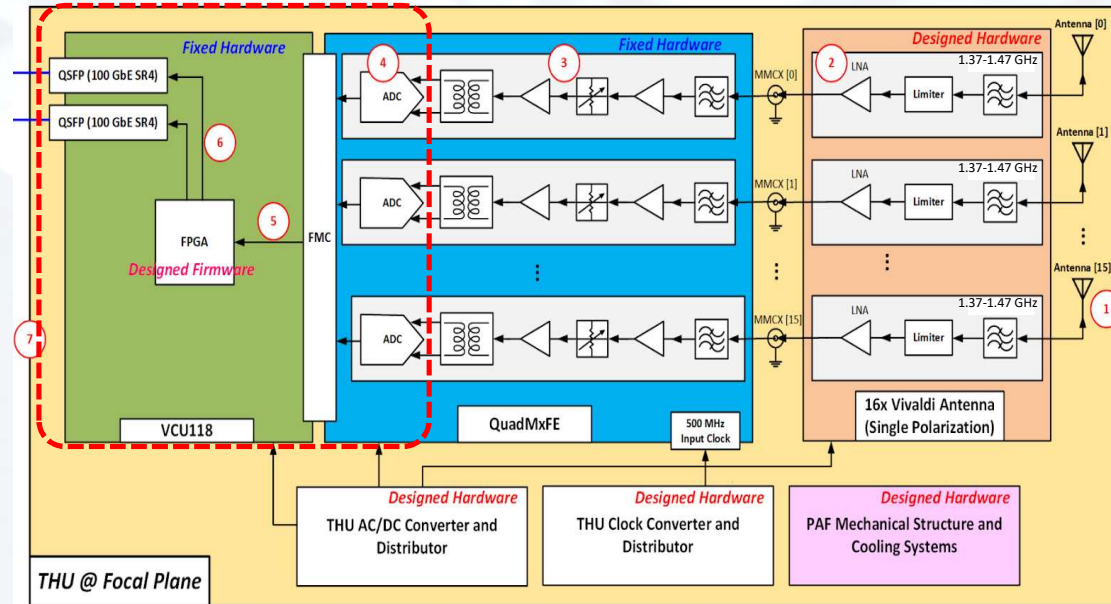 Antenna [0]
Fixed Hardware
Fixed Hardware
Designed Hardware
QSFP (100 GbE SR4)
4
ADC
3
MMCX [0]
2
LNA
1.37-1.47 GHz
Limiter
QSFP (100 GbE SR4)
6
Antenna [1]
ADC
MMCX [1]
LNA
1.37-1.47 GHz
Limiter
5
FPGA
Designed Firmware
FMC
⋮
⋮
⋮
⋮
Antenna [15]
1
7
ADC
MMCX [15]
LNA
1.37-1.47 GHz
Limiter
VCU118
QuadMxFE
500 MHz
Input Clock
16x Vivaldi Antenna
(Single Polarization)
Designed Hardware
THU AC/DC Converter and
Distributor
Designed Hardware
THU Clock Converter and
Distributor
Designed Hardware
PAF Mechanical Structure and
Cooling Systems
THU @ Focal Plane